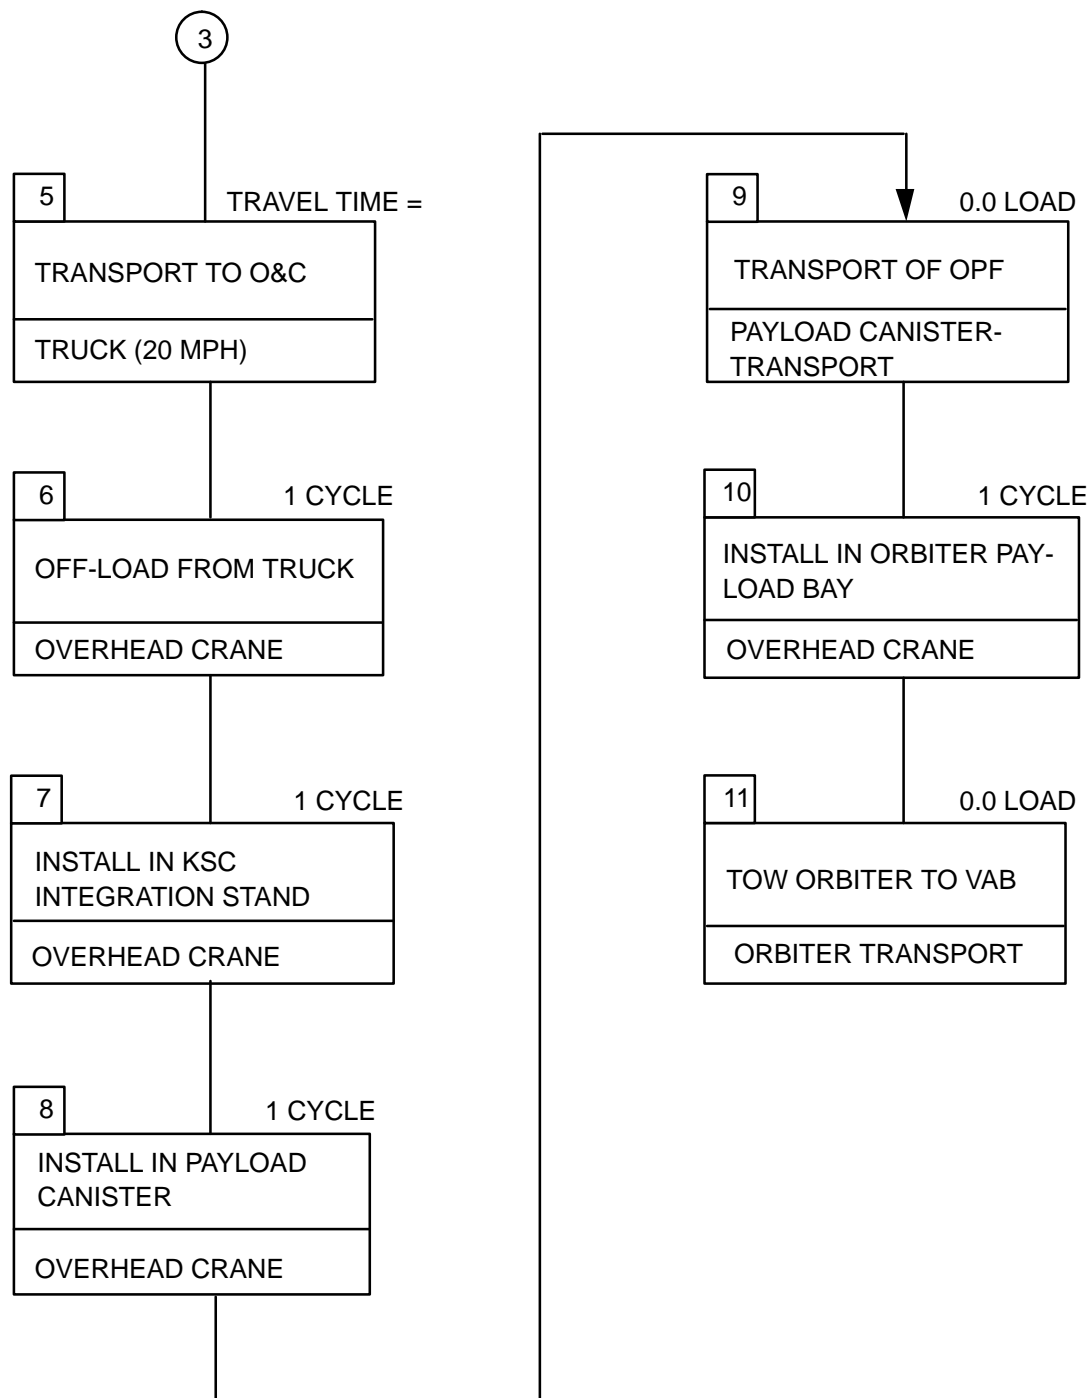 3
5
TRAVEL TIME =
TRANSPORT TO O&C
TRUCK (20 MPH)
6
1 CYCLE
OFF-LOAD FROM TRUCK
OVERHEAD CRANE
7
1 CYCLE
INSTALL IN KSC
INTEGRATION STAND
OVERHEAD CRANE
8
1 CYCLE
INSTALL IN PAYLOAD
CANISTER
OVERHEAD CRANE
9
0.0 LOAD
TRANSPORT OF OPF
PAYLOAD CANISTER-
TRANSPORT
10
1 CYCLE
INSTALL IN ORBITER PAY-
LOAD BAY
OVERHEAD CRANE
11
0.0 LOAD
TOW ORBITER TO VAB
ORBITER TRANSPORT